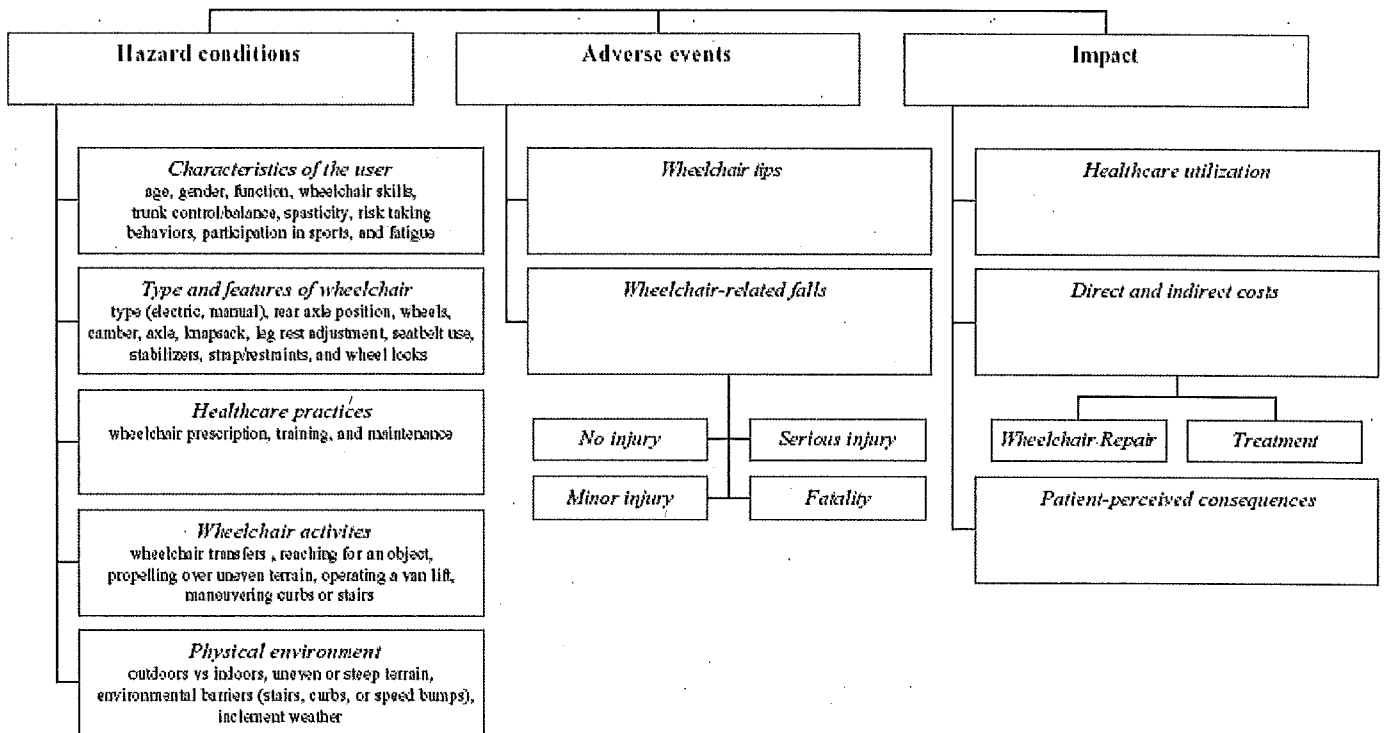 Hazard conditions
Characteristics of the user
age, gender, function, wheelchair skills,
trunk control/balance, spasticity, risk taking
behaviors, participation in sports, and fatigue
Type and features of wheelchair
type (electric, manual), rear axle position, wheels,
camber, axle, knapsack, leg rest adjustment, seatbelt use,
stabilizers, strap/restraints, and wheel locks
Healthcare practices
wheelchair prescription, training, and maintenance
Wheelchair activites
wheelchair transfers , reaching for an object,
propelling over uneven terrain, operating a van lift,
manouvering curbs or stairs
Physical environment
outdoors vs indoors, uneven or steep terrain,
environmental barriers (stairs, curbs, or speed bumps),
inclement weather
Adverse events
Wheelchair tips
Wheelchair-related falls
No injury
Serious injury
Minor injury
Fatality
Impact
Healthcare utilization
Direct and indirect costs
Wheelchair Repair
Treatment
Patient-perceived consequences